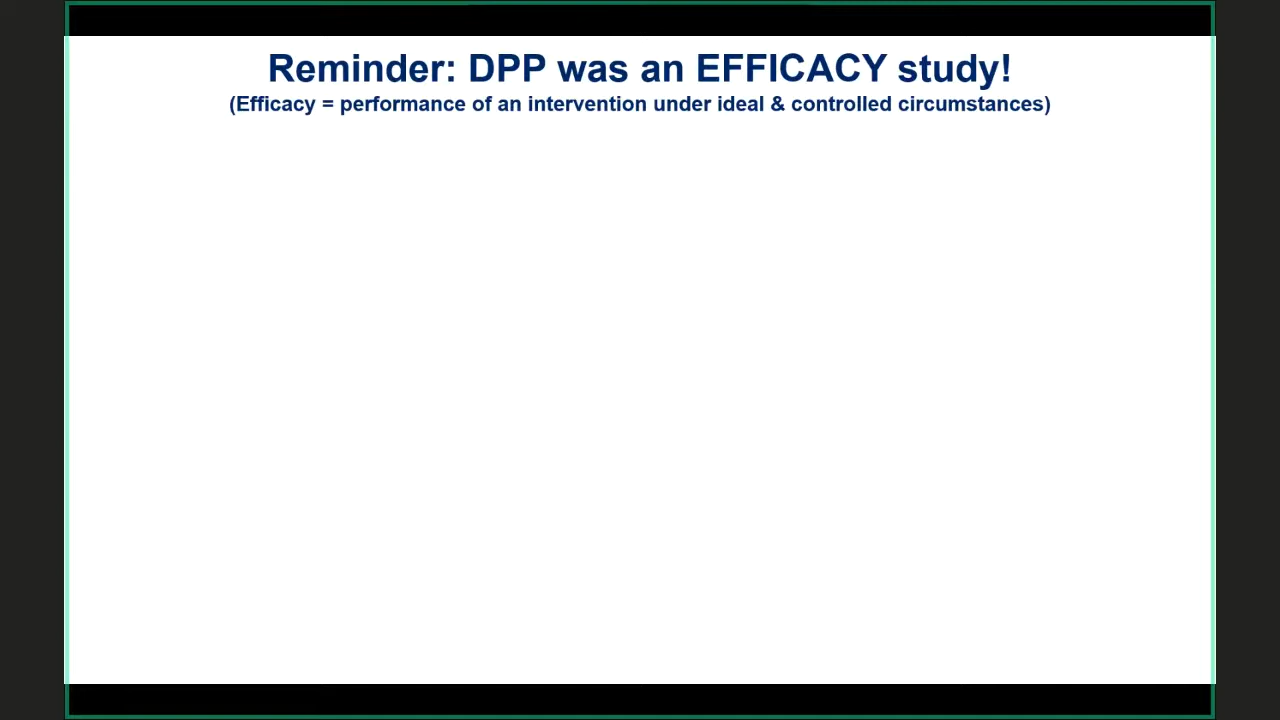 Reminder: DPP was an EFFICACY study!
(Efficacy = performance of an intervention under ideal & controlled circumstances)